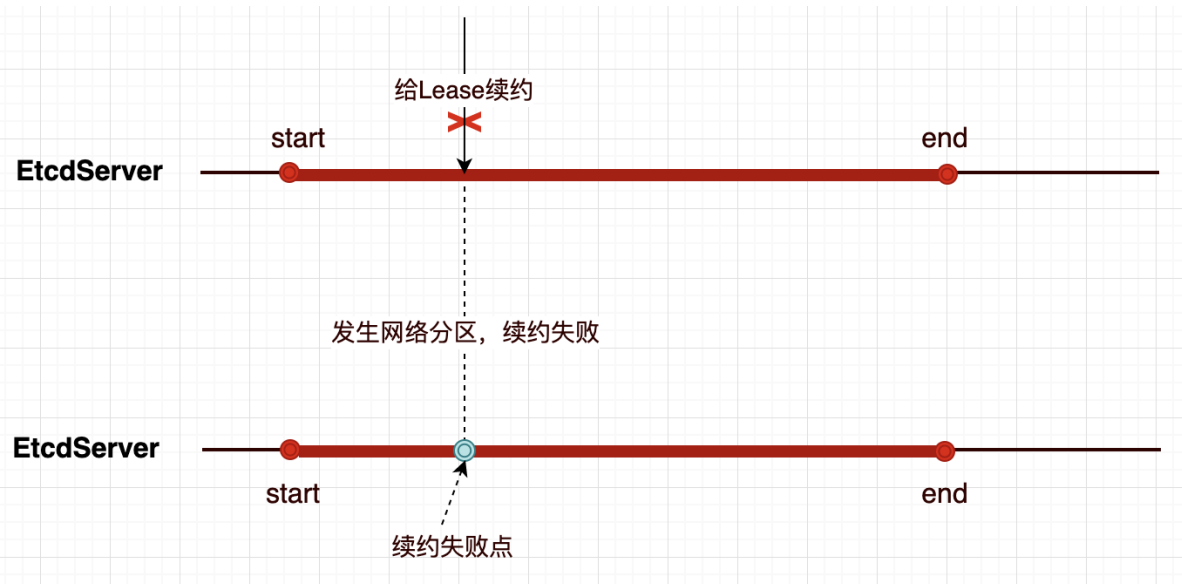 给Lease续约
start
end
EtcdServer
发生网络分区，续约失败
EtcdServer
start
end
续约失败点